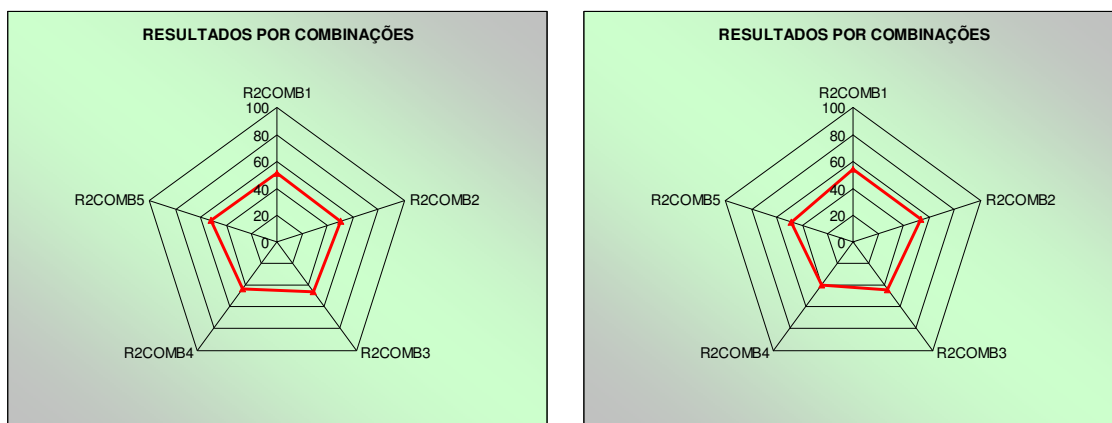 RESULTADOS POR COMBINAÇÕES
R2COMB1
100
80
60
40
20
0
R2COMB2
R2COMB3
R2COMB4
R2COMB5
RESULTADOS POR COMBINAÇÕES
R2COMB1
100
80
60
40
20
0
R2COMB2
R2COMB3
R2COMB4
R2COMB5